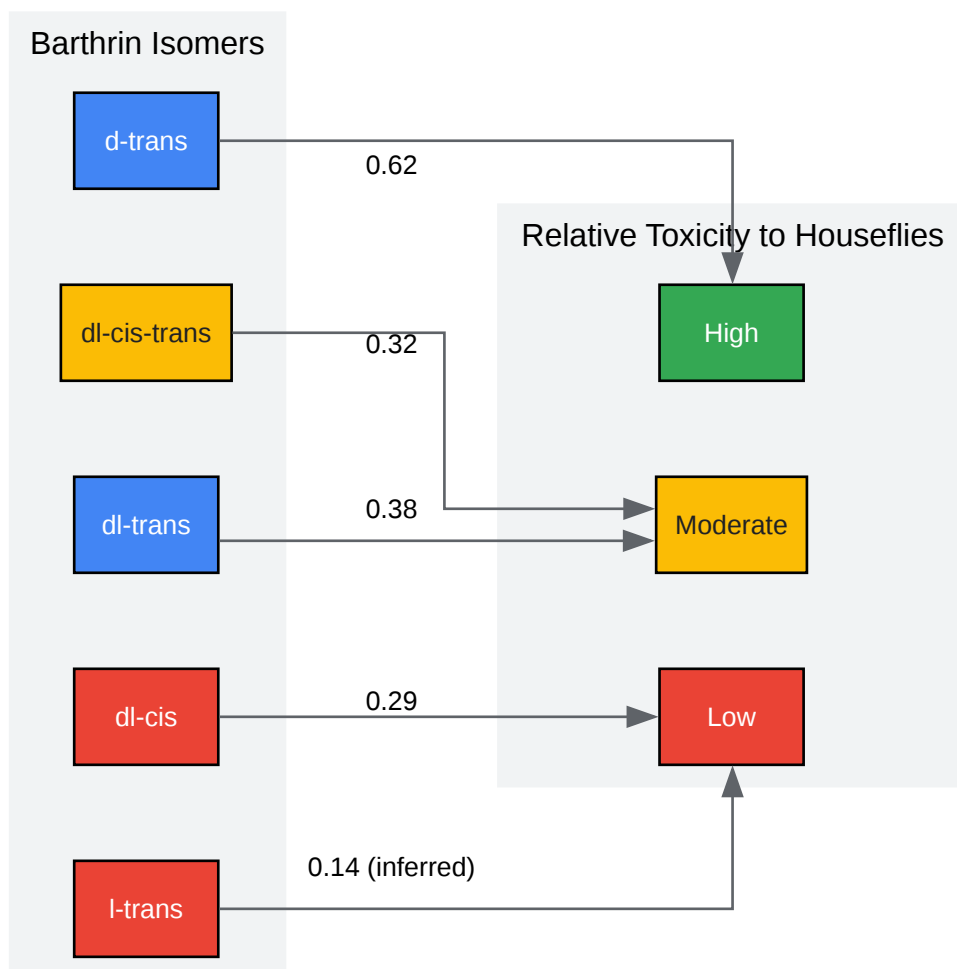 Barthrin Isomers
d-trans
0.62
Relative Toxicity to Houseflies
dl-cis-trans
0.32
High
dl-trans
0.38
Moderate
dl-cis
0.29
Low
0.14 (inferred)
l-trans